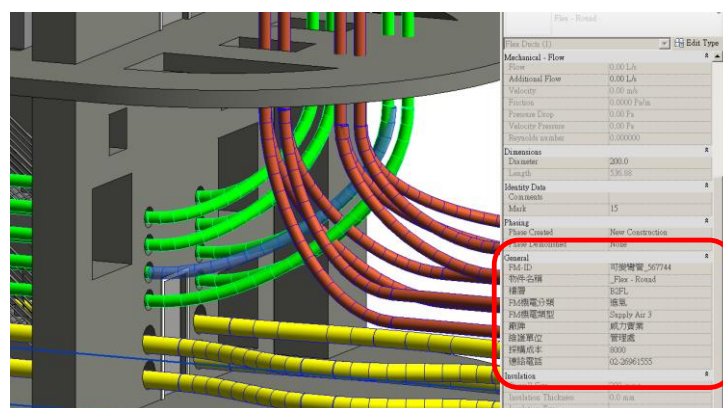 Flex - Round
Flex Ducts (1)
Edit Type
Mechanical - Flow
Flow 0.00 L/s
Additional Flow 0.00 L/s
Velocity 0.00 m/s
Friction 0.0000 Pa/m
Pressure Drop 0.00 Pa
Velocity Pressure 0.00 Pa
Reynolds number 0.000000
Dimensions
Diameter 200.0
Length 536.88
Identity Data
Comments
Mark 15
Phasing
Phase Created New Construction
Phase Demolished None
General
FM-ID 可撓彎管_567744
物件名稱 _Flex - Round
樓層 B2FL
FM機電分類 通氣
FM機電類型 Supply Air 3
廠牌 威力實業
維護單位 管理處
採購成本 8000
連絡電話 02-26961555
Insulation
Insulation Thickness 0.0 mm